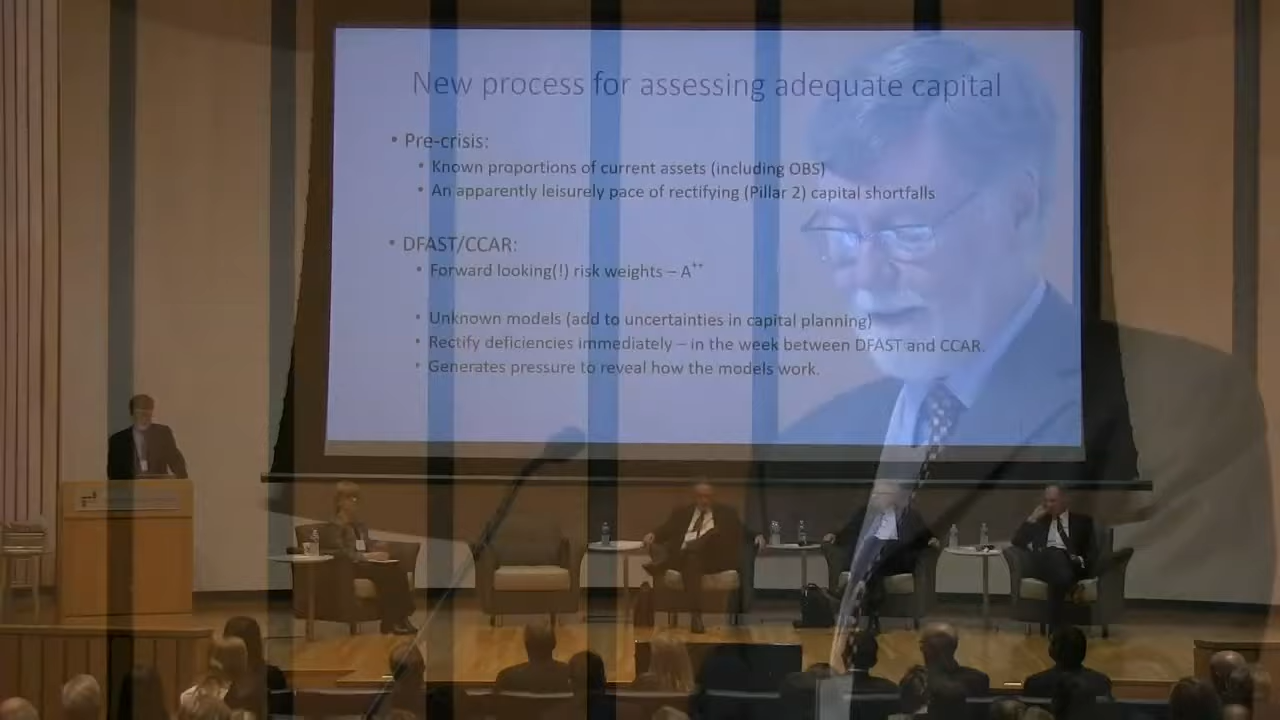 New process for assessing adequate capital
• Pre-crisis:
• Known proportions of current assets (including OBS)
• An apparently leisurely pace of rectifying (Pillar 2) capital shortfalls
• DFAST/CCAR:
• Forward looking(!) risk weights – A++
• Unknown models (add to uncertainties in capital planning)
• Rectify deficiencies immediately – in the week between DFAST and CCAR.
• Generates pressure to reveal how the models work.